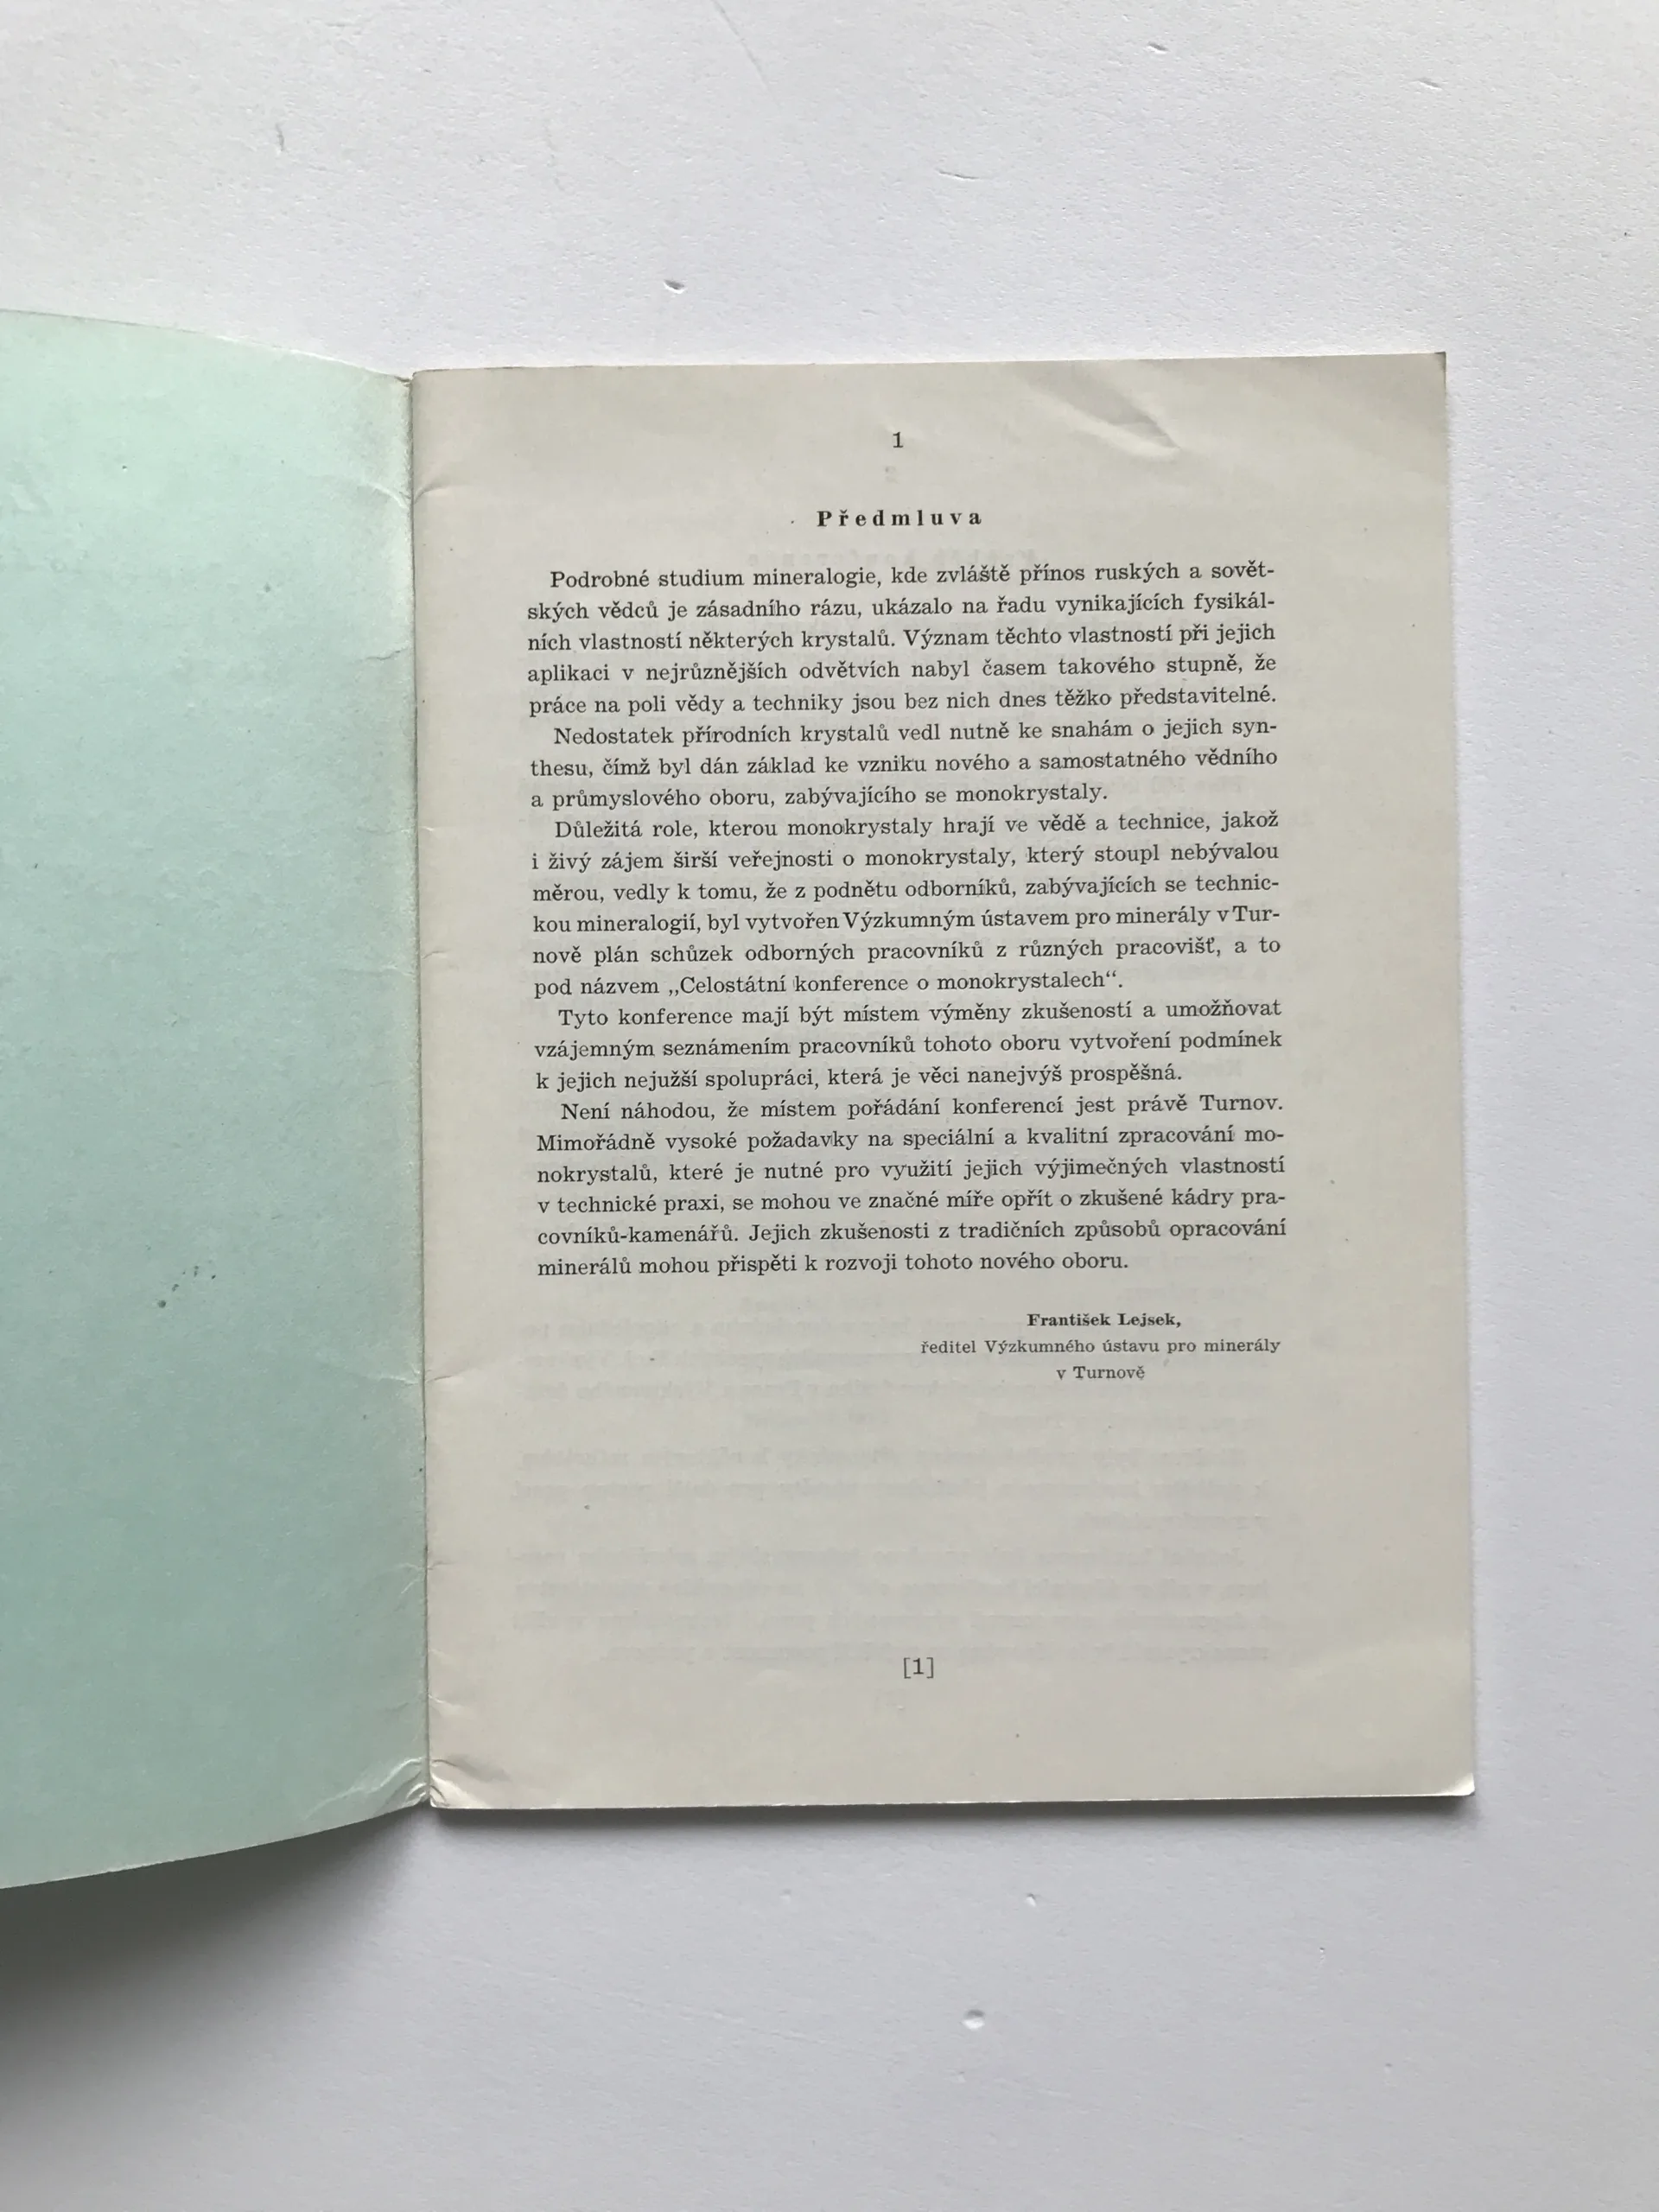 1
Předmluva
Podrobné studium mineralogie, kde zvláště přínos ruských a sovět-
ských vědců je zásadního rázu, ukázalo na řadu vynikajících fysikál-
ních vlastností některých krystalů. Význam těchto vlastností při jejich
aplikaci v nejrůznějších odvětvích nabyl časem takového stupně, že
práce na poli vědy a techniky jsou bez nich dnes těžko představitelné.
Nedostatek přírodních krystalů vedl nutně ke snahám o jejich syn-
thesu, čímž byl dán základ ke vzniku nového a samostatného vědního
a průmyslového oboru, zabývajícího se monokrystaly.
Důležitá role, kterou monokrystaly hrají ve vědě a technice, jakož
i živý zájem širší veřejnosti o monokrystaly, který stoupl nebývalou
měrou, vedly k tomu, že z podnětu odborníků, zabývajících se technic-
kou mineralogií, byl vytvořen Výzkumným ústavem pro minerály v Tur-
nově plán schůzek odborných pracovníků z různých pracovišť, a to
pod názvem „Celostátní konference o monokrystalech“.
Tyto konference mají být místem výměny zkušeností a umožňovat
vzájemným seznámením pracovníků tohoto oboru vytvoření podmínek
k jejich nejužší spolupráci, která je věci nanejvýš prospěšná.
Není náhodou, že místem pořádání konferencí jest právě Turnov.
Mimořádně vysoké požadavky na speciální a kvalitní zpracování mo-
nokrystalů, které je nutné pro využití jejich výjimečných vlastností
v technické praxi, se mohou ve značné míře opřít o zkušené kádry pra-
covníků-kamenářů. Jejich zkušenosti z tradičních způsobů opracování
minerálů mohou přispěti k rozvoji tohoto nového oboru.
František Lejsek,
ředitel Výzkumného ústavu pro minerály
v Turnově
[1]